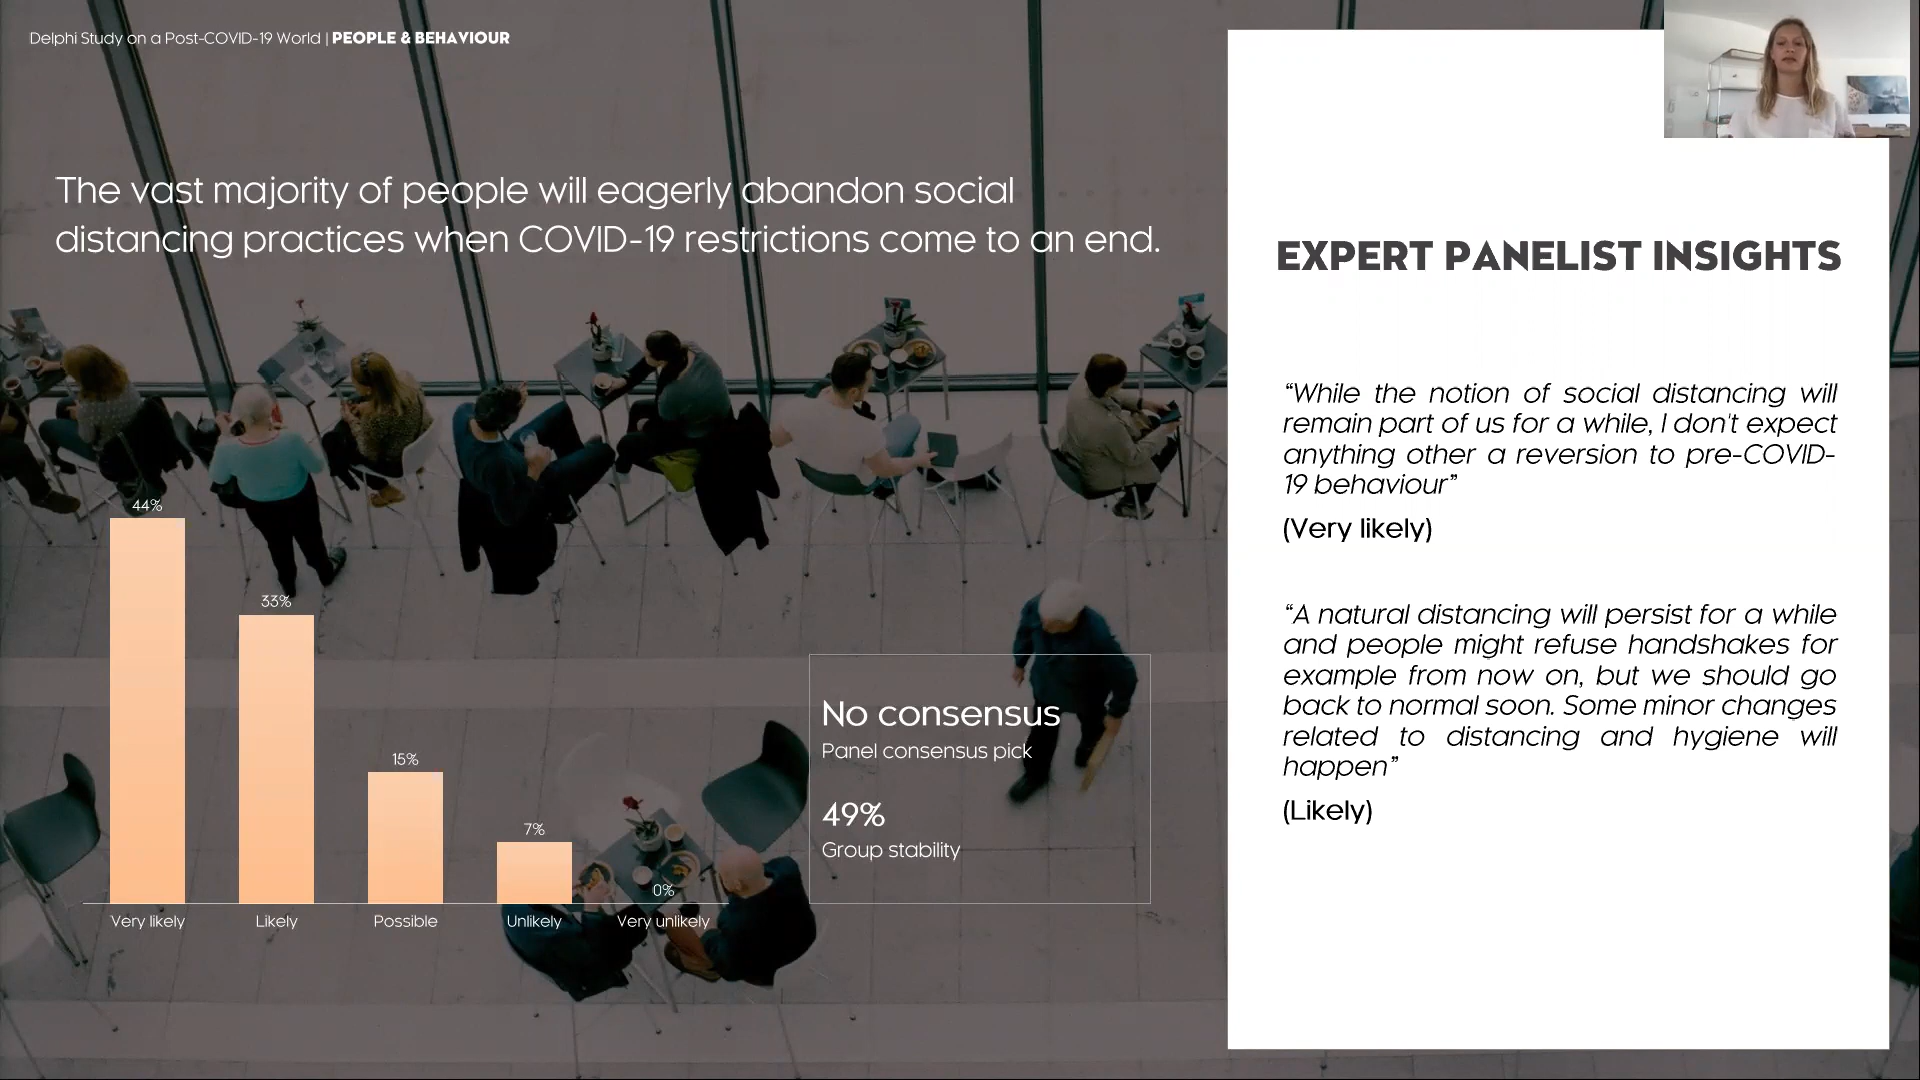 Delphi Study on a Post-COVID-19 World | PEOPLE & BEHAVIOUR
The vast majority of people will eagerly abandon social
distancing practices when COVID-19 restrictions come to an end.
44%
33%
15%
7%
0%
Very likely
Likely
Possible
Unlikely
Very unlikely
No consensus
Panel consensus pick
49%
Group stability
EXPERT PANELIST INSIGHTS
“While the notion of social distancing will
remain part of us for a while, I don't expect
anything other a reversion to pre-COVID-
19 behaviour”
(Very likely)
“A natural distancing will persist for a while
and people might refuse handshakes for
example from now on, but we should go
back to normal soon. Some minor changes
related to distancing and hygiene will
happen”
(Likely)